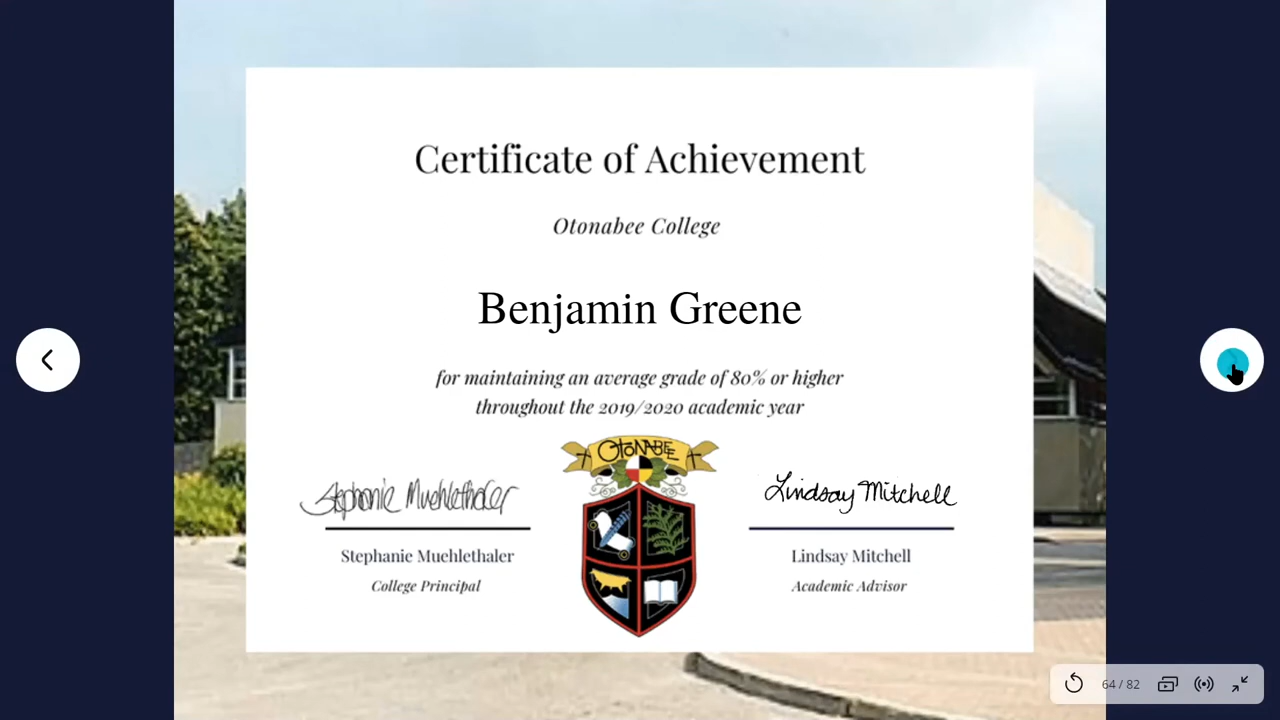 Certificate of Achievement
Otonabee College
Benjamin Greene
for maintaining an average grade of 80% or higher
throughout the 2019/2020 academic year
OTONABEE
Stephanie Muehlethaler
Lindsay Mitchell
Stephanie Muehlethaler
Lindsay Mitchell
College Principal
Academic Advisor
64 / 82